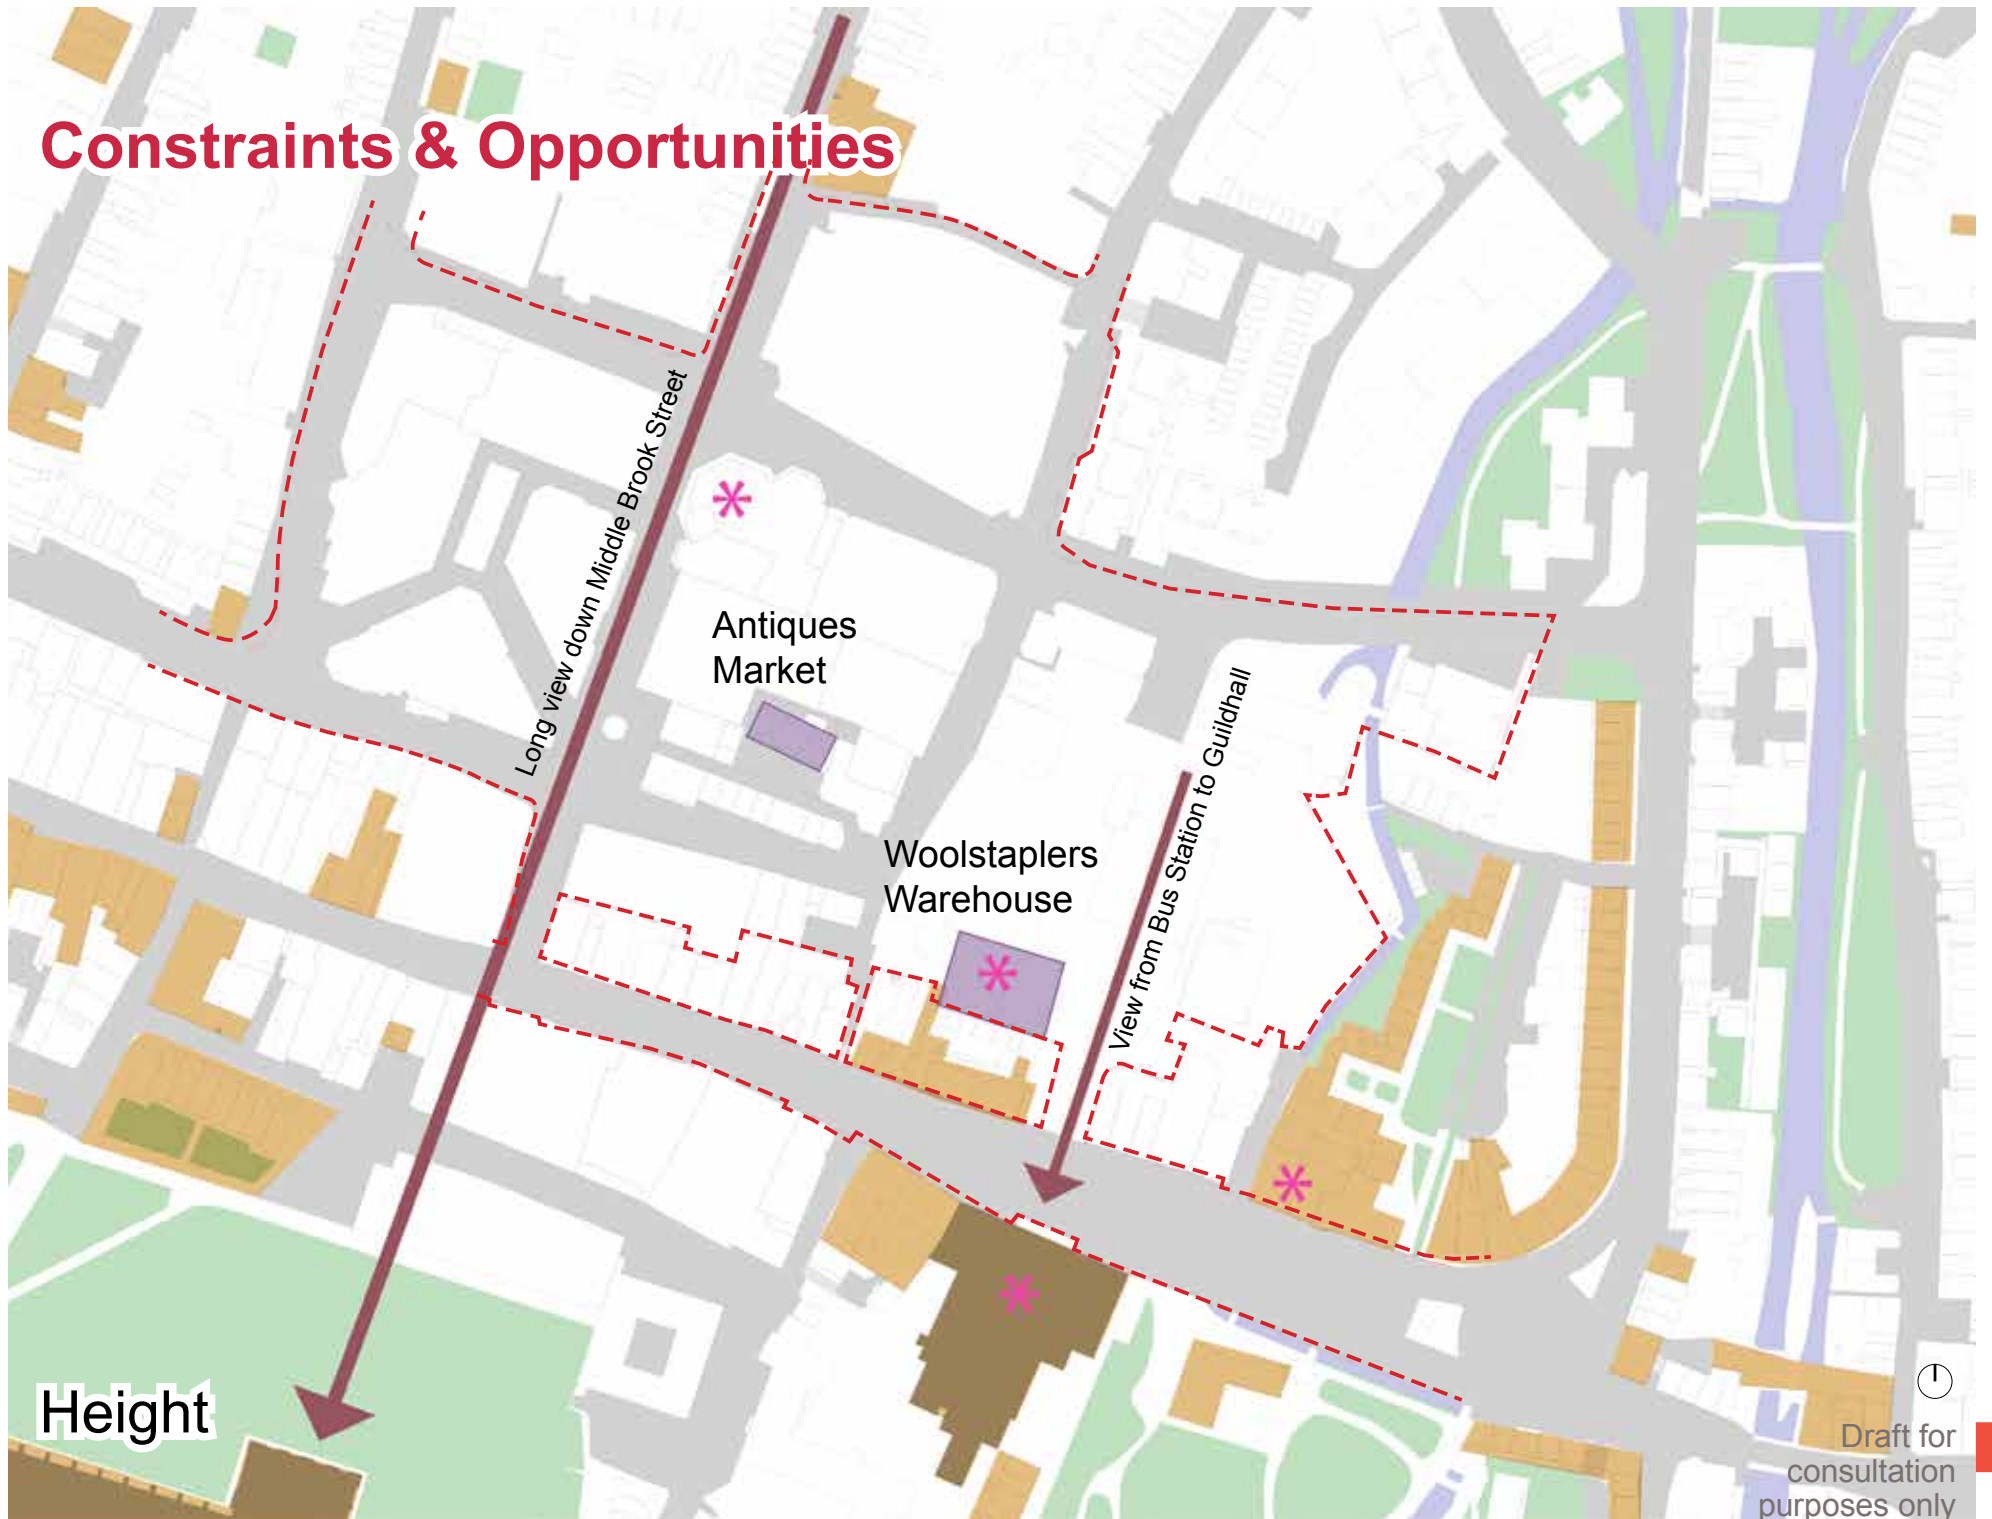 Constraints & Opportunities
Long view down Middle Brook Street
Antiques
Market
View from Bus Station to Guildhall
Woolstaplers
Warehouse
Height
Draft for
consultation
purposes only